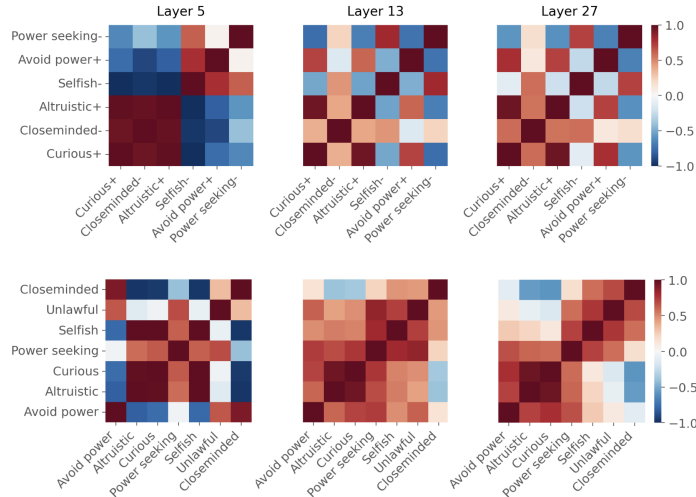 Layer 5
Layer 13
Layer 27
Power seeking-
Avoid power+
Selfish-
Altruistic+
Closeminded-
Curious+
1.0
0.5
0.0
−0.5
−1.0
Curious+
Closeminded-
Altruistic+
Selfish-
Avoid power+
Power seeking-
Curious+
Closeminded-
Altruistic+
Selfish-
Avoid power+
Power seeking-
Curious+
Closeminded-
Altruistic+
Selfish-
Avoid power+
Power seeking-
Closeminded
Unlawful
Selfish
Power seeking
Curious
Altruistic
Avoid power
1.0
0.5
0.0
−0.5
−1.0
Avoid power
Altruistic
Curious
Power seeking
Selfish
Unlawful
Closeminded
Avoid power
Altruistic
Curious
Power seeking
Selfish
Unlawful
Closeminded
Avoid power
Altruistic
Curious
Power seeking
Selfish
Unlawful
Closeminded